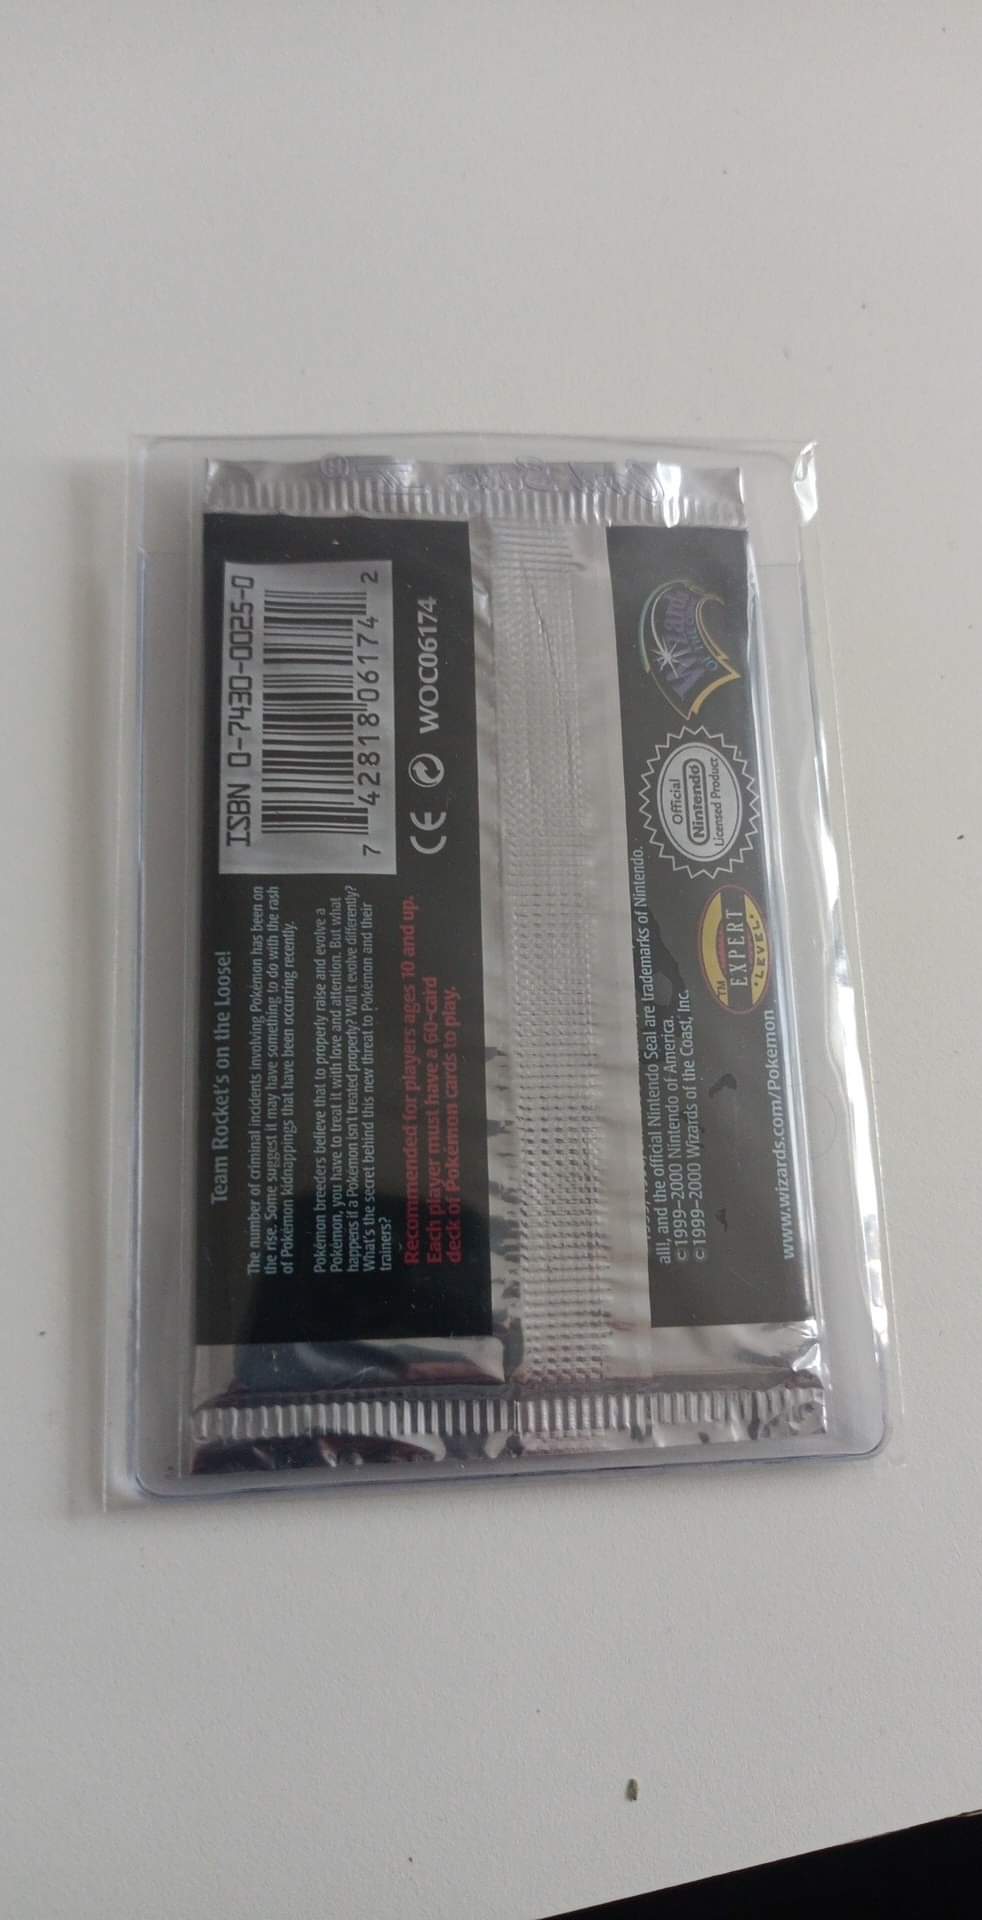 Team Rocket's on the Loose!
The number of criminal incidents involving Pokémon has been on
the rise. Some suggest it may have something to do with the rash
of Pokémon kidnappings that have been occurring recently.
Pokémon breeders believe that to properly raise and evolve a
Pokémon, you have to treat it with love and attention. But what
happens if a Pokémon isn't treated properly? Will it evolve differently?
What's the secret behind this new threat to Pokémon and their
trainers?
Recommended for players ages 10 and up.
Each player must have a 60-card
deck of Pokémon cards to play.
ISBN 0-7430-0025-0
7 42818 06174 2
CE WOC06174
all!, and the official Nintendo Seal are trademarks of Nintendo.
© 1999–2000 Nintendo of America.
© 1999–2000 Wizards of the Coast, Inc.
www.wizards.com/Pokemon
TM
EXPERT
LEVEL
Official
Nintendo
Licensed Product
Wizards
OF THE COAST